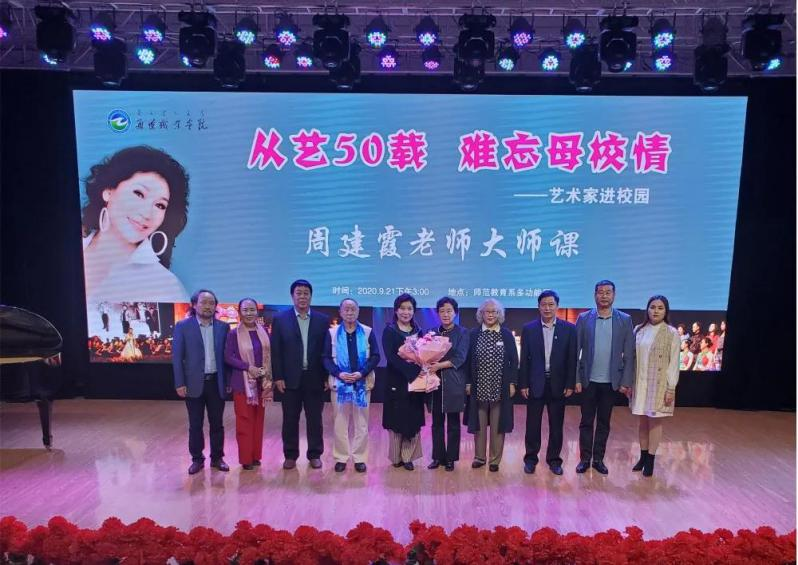 从艺50载 难忘母校情
——艺术家进校园
周建霞老师大师课
时间：2020.9.21下午3:00 地点：师范教育系多功能